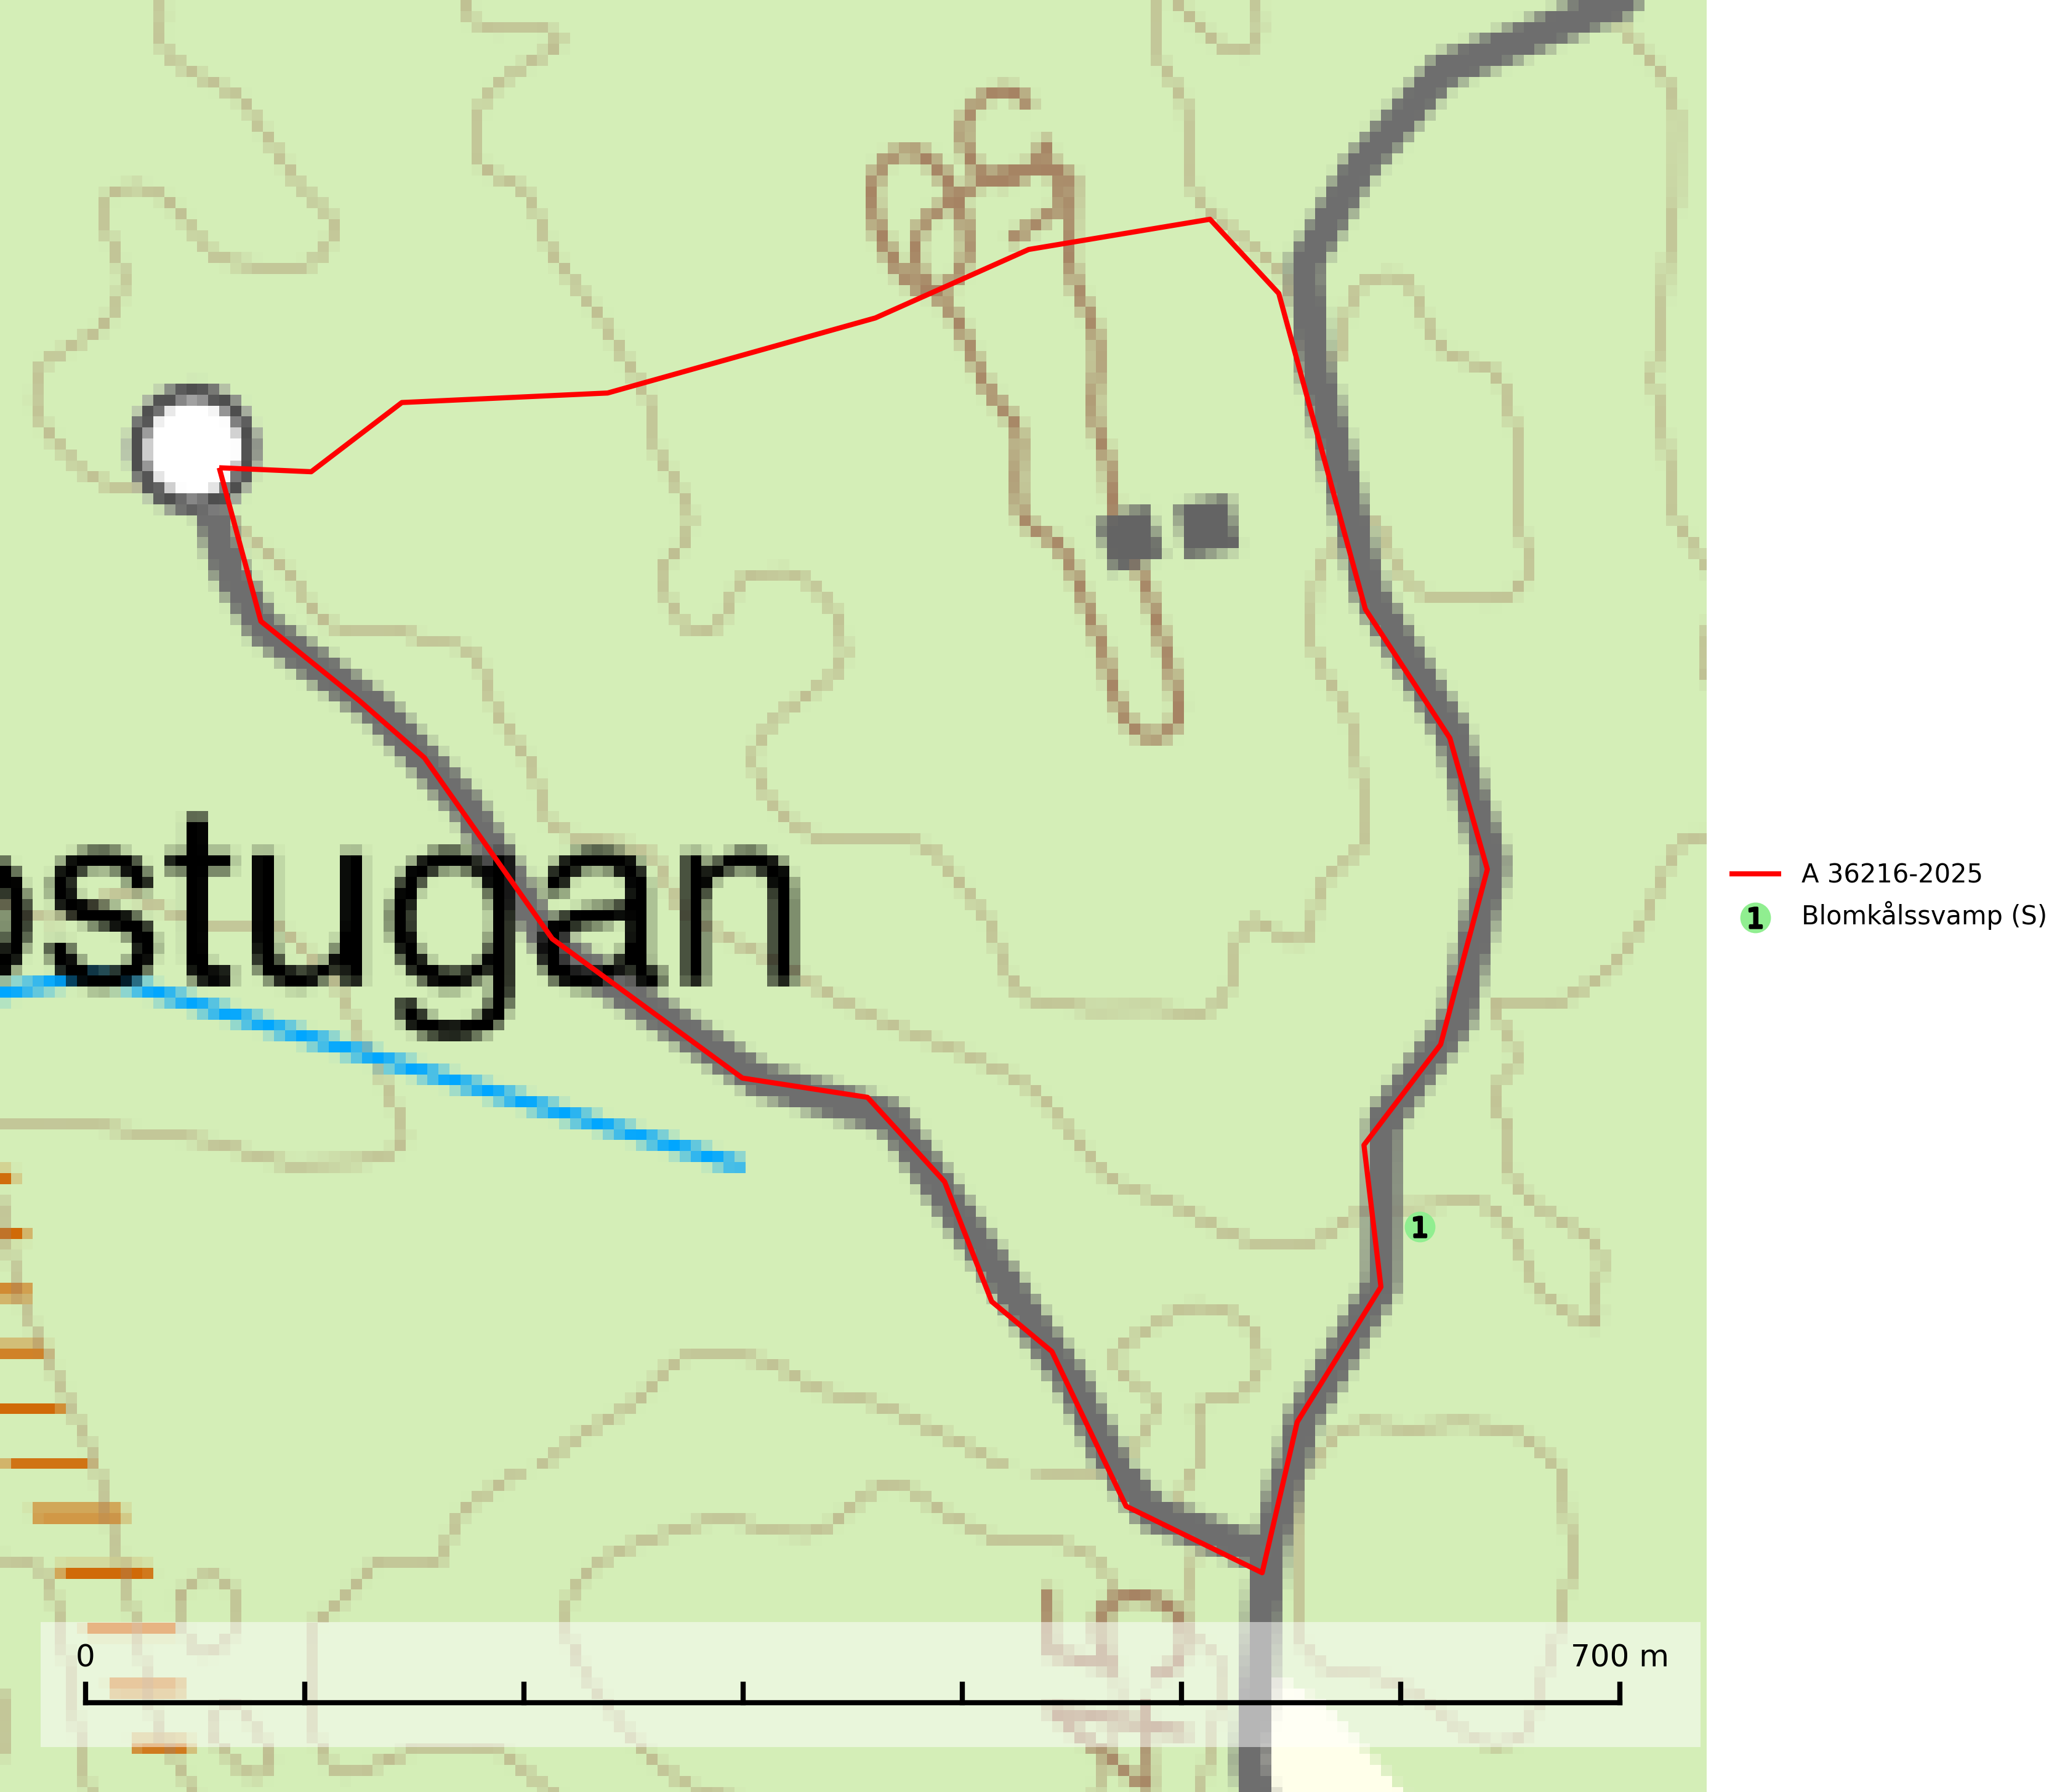 ostugan
A 36216-2025
1 Blomkålssvamp (S)
1
0 700 m